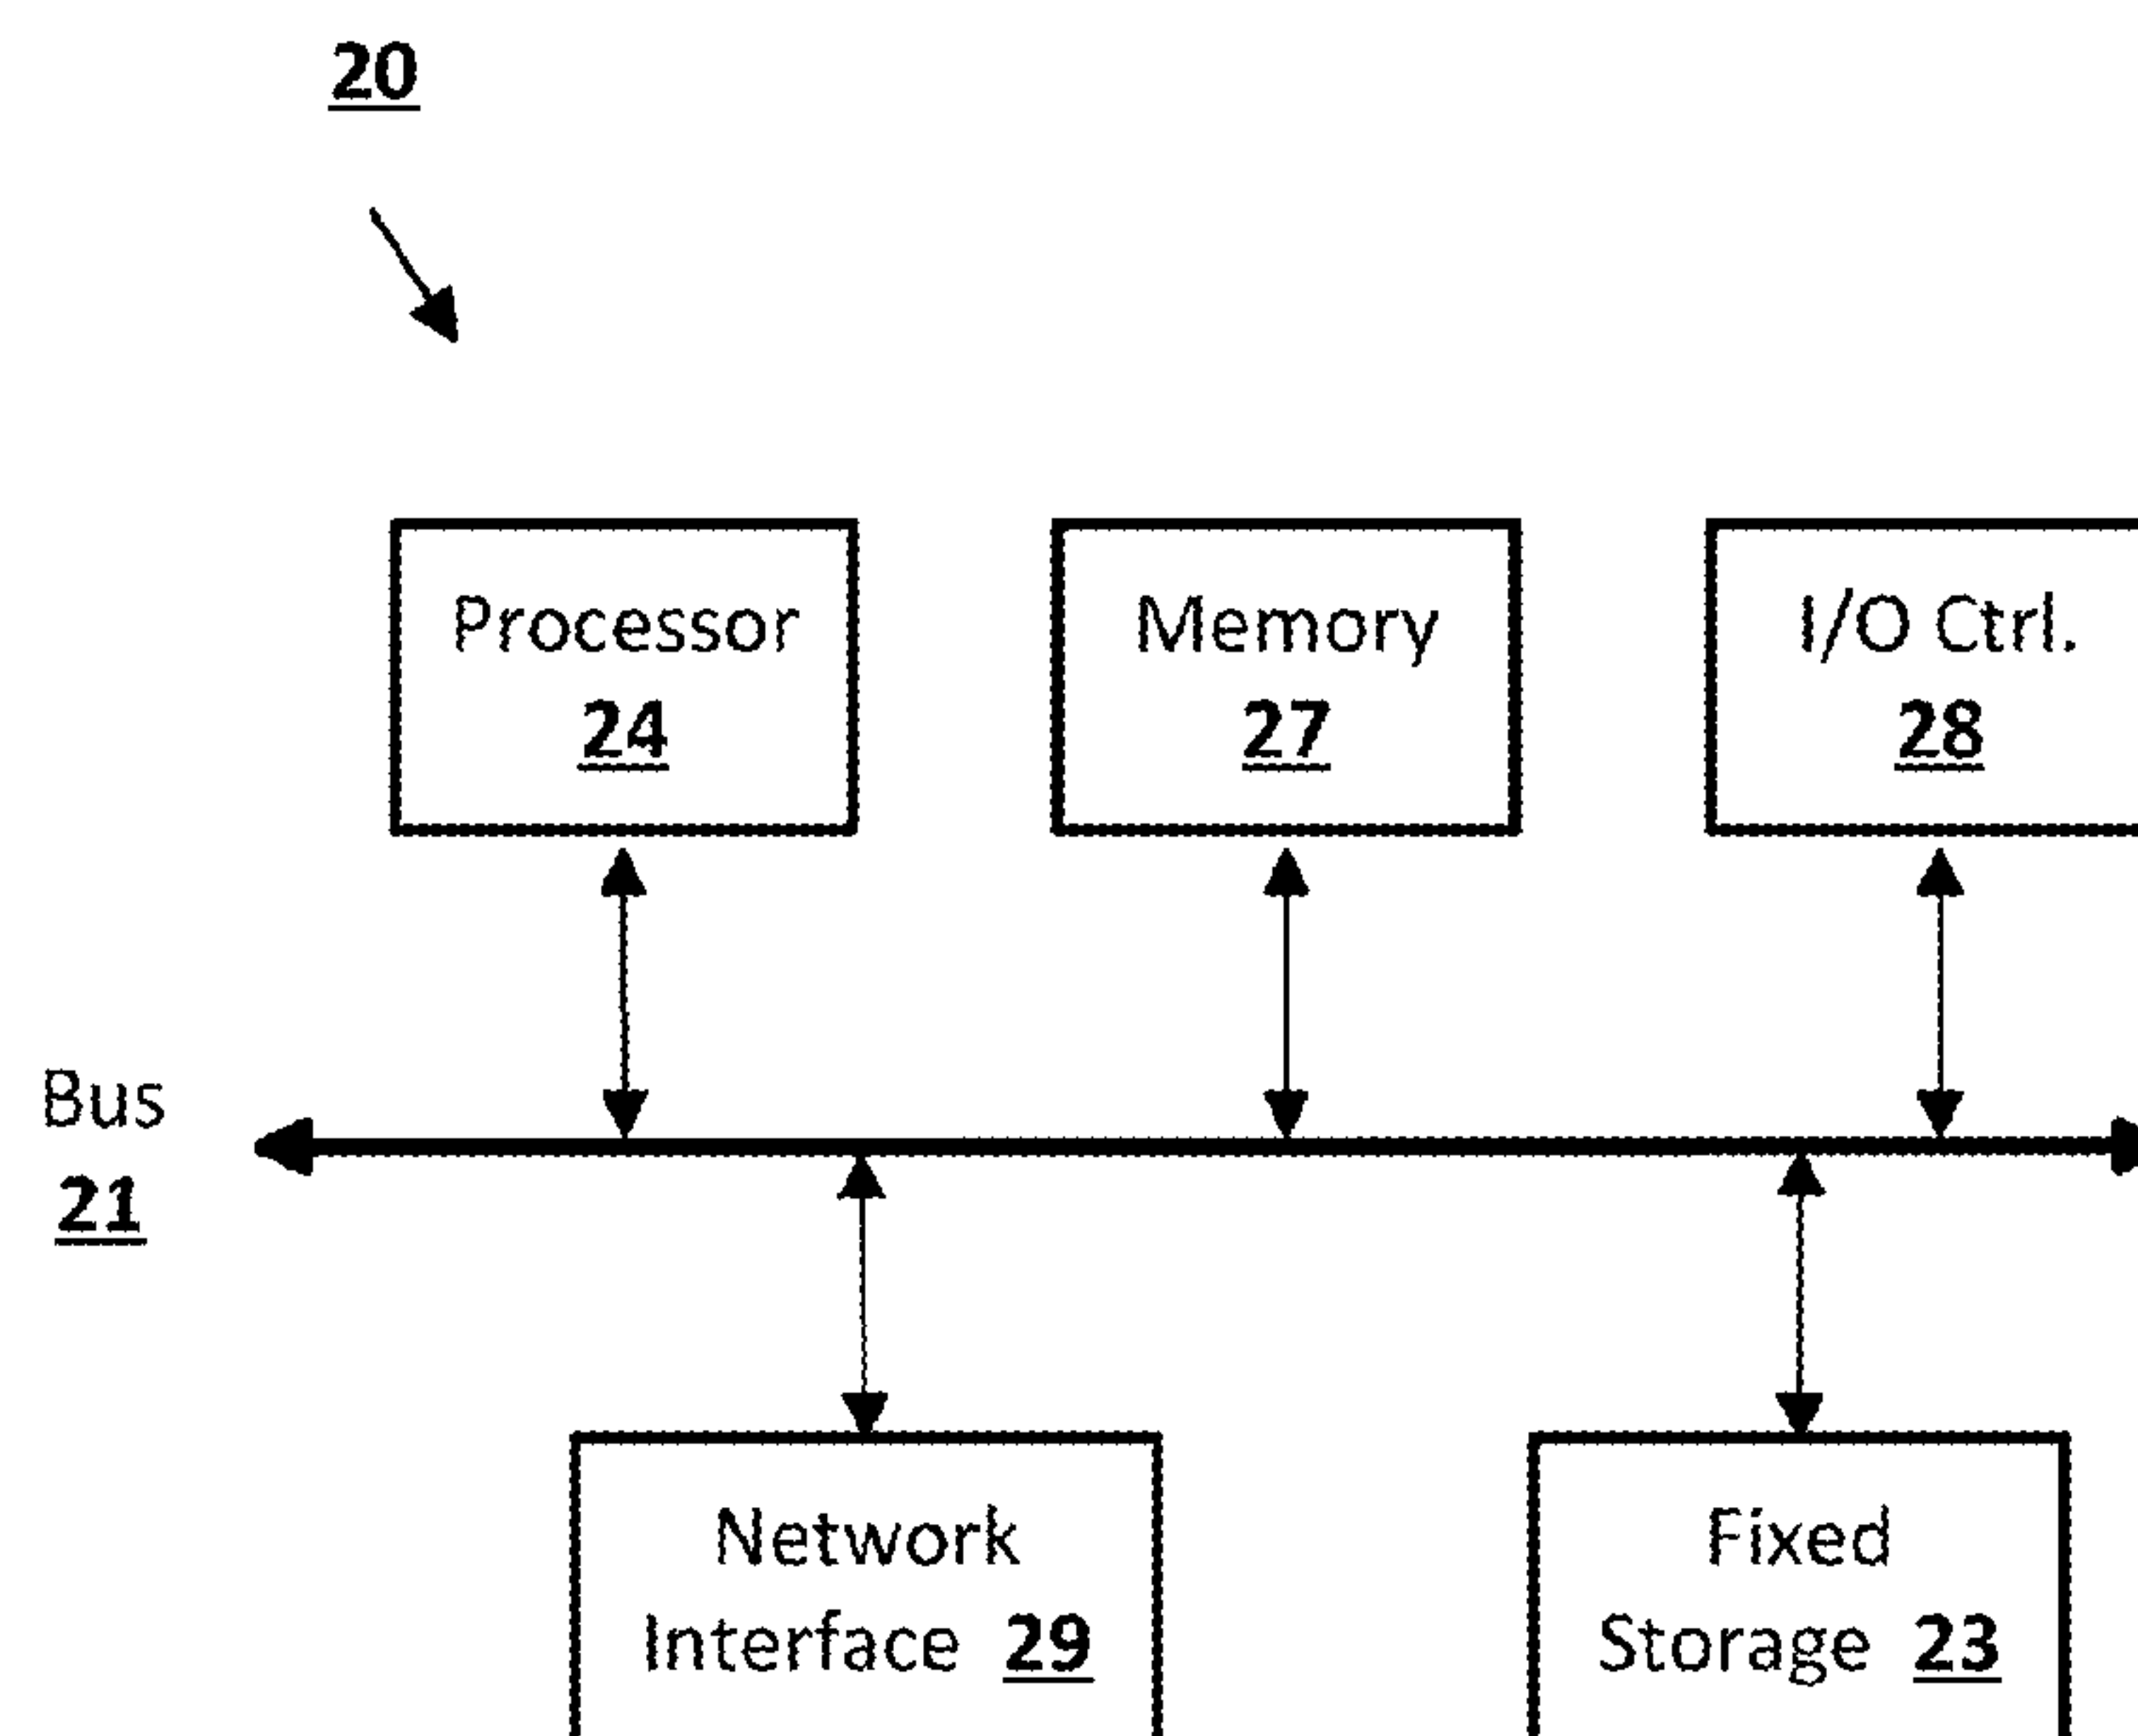 20
Processor
24
Memory
27
I/O Ctrl.
28
Bus
21
Network
Interface 29
Fixed
Storage 23